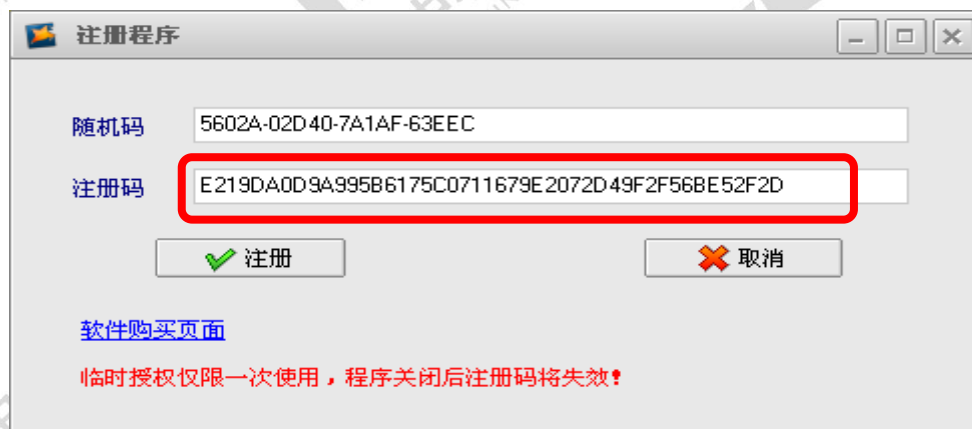 注册程序
随机码 5602A-02D40-7A1AF-63EEC
注册码 E219DA0D9A995B6175C0711679E2072D49F2F56BE52F2D
注册 取消
软件购买页面
临时授权仅限一次使用，程序关闭后注册码将失效！